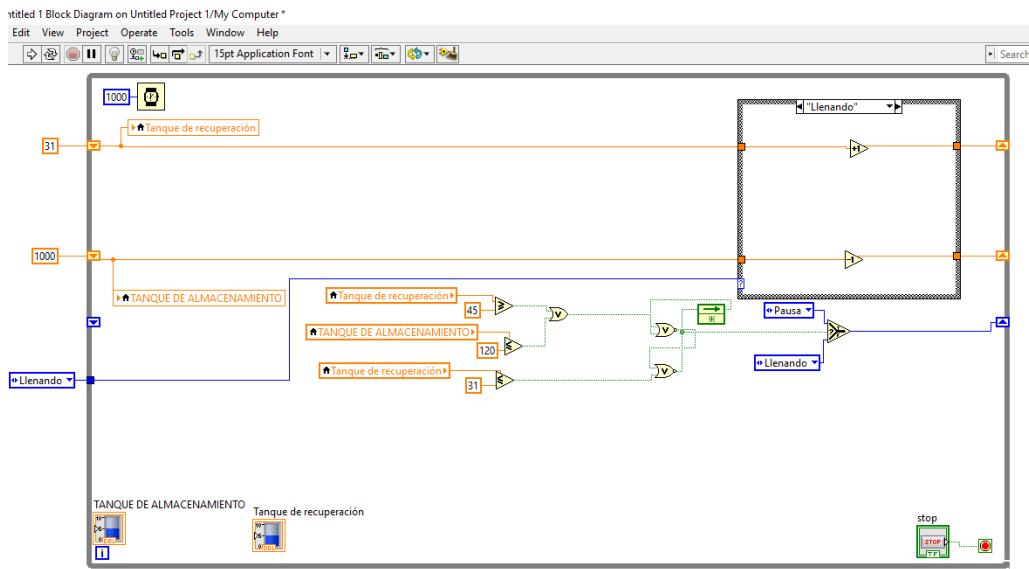 ntitled 1 Block Diagram on Untitled Project 1/My Computer *
Edit View Project Operate Tools Window Help
15pt Application Font
Search
1000
"Llenando"
Tanque de recuperación
31
+1
1000
-1
TANQUE DE ALMACENAMIENTO
Tanque de recuperación
45
Pausa
TANQUE DE ALMACENAMIENTO
120
Llenando
Tanque de recuperación
31
Llenando
TANQUE DE ALMACENAMIENTO
Tanque de recuperación
stop
STOP
TF
i